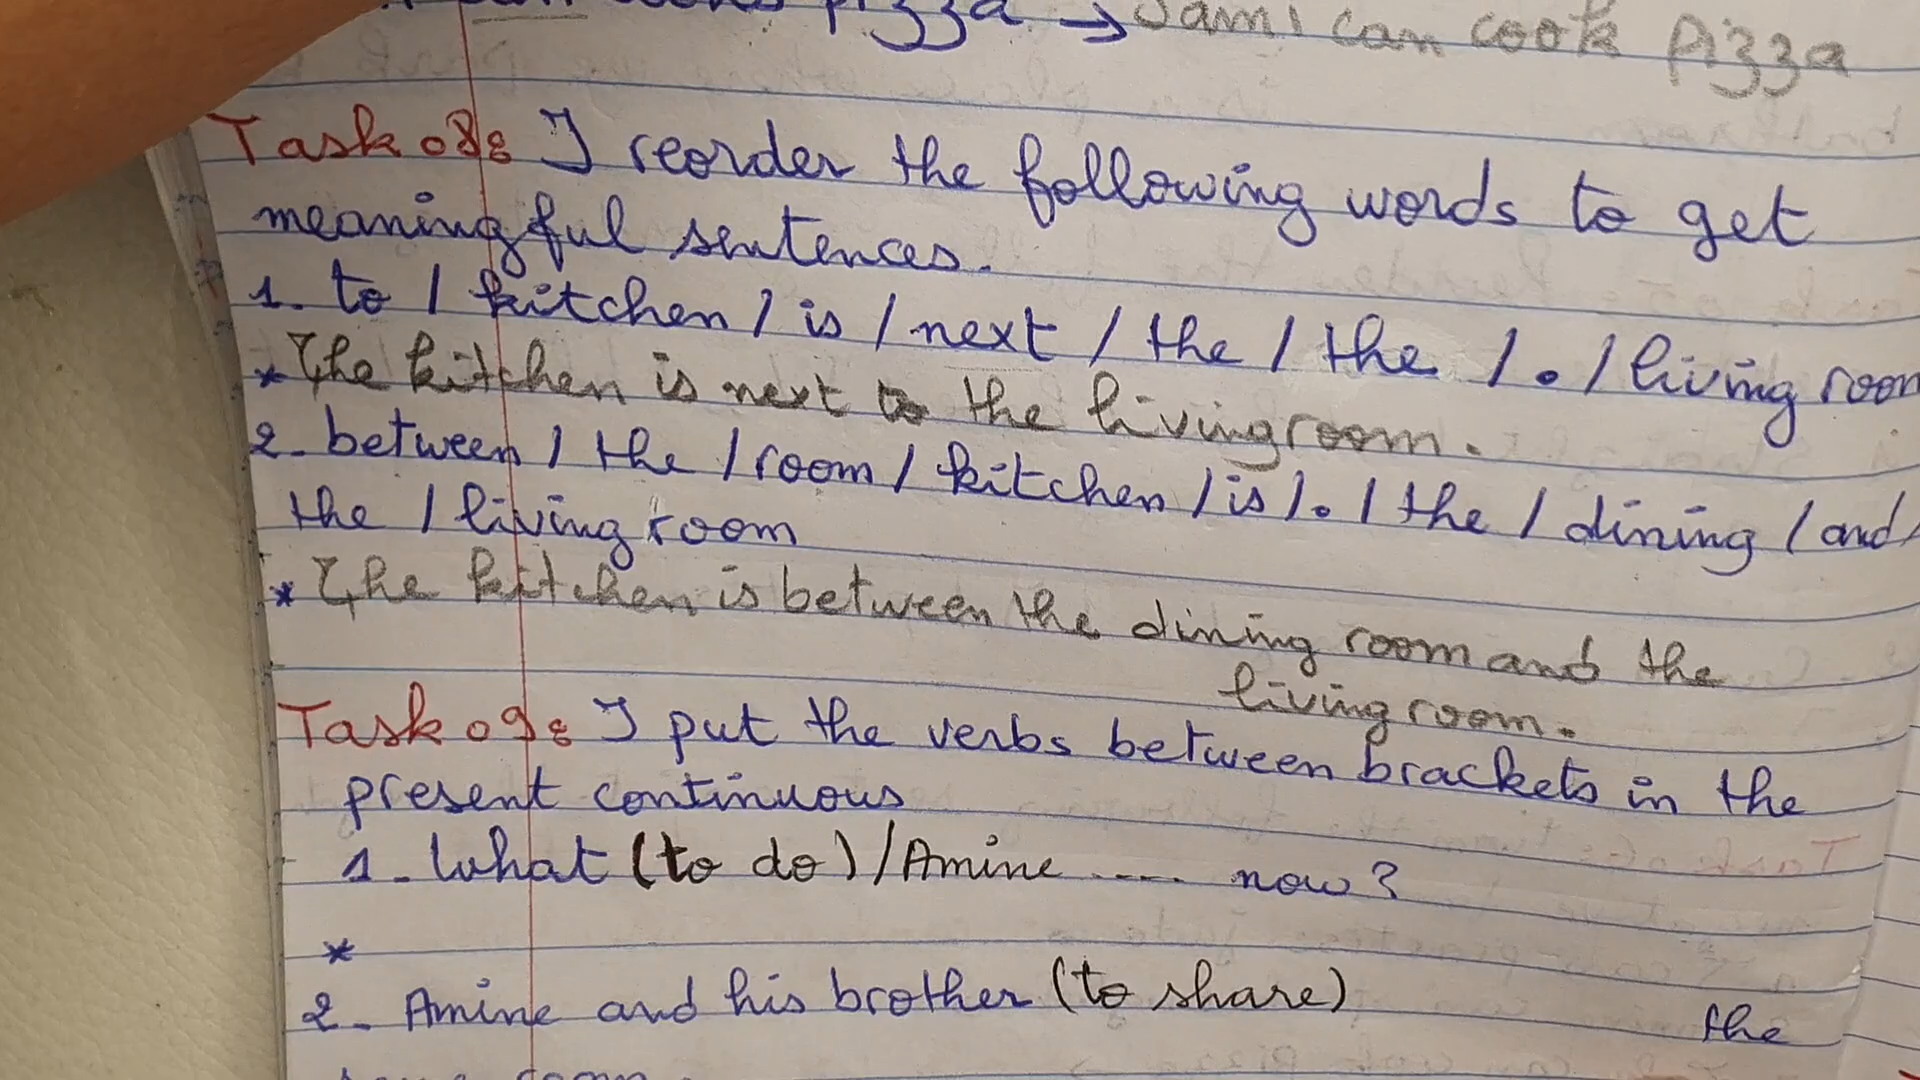 can cook pizza → Sami can cook pizza
Task 08: I reorder the following words to get
meaningful sentences.
1. to / kitchen / is / next / the / the / . / living room
* The kitchen is next to the living room.
2. between / the / room / kitchen / is / . / the / dining / and /
the / living room
* The kitchen is between the dining room and the
living room.
Task 09: I put the verbs between brackets in the
present continuous
1. What (to do) / Amine .... now?
*
2. Amine and his brother (to share) the
same room.